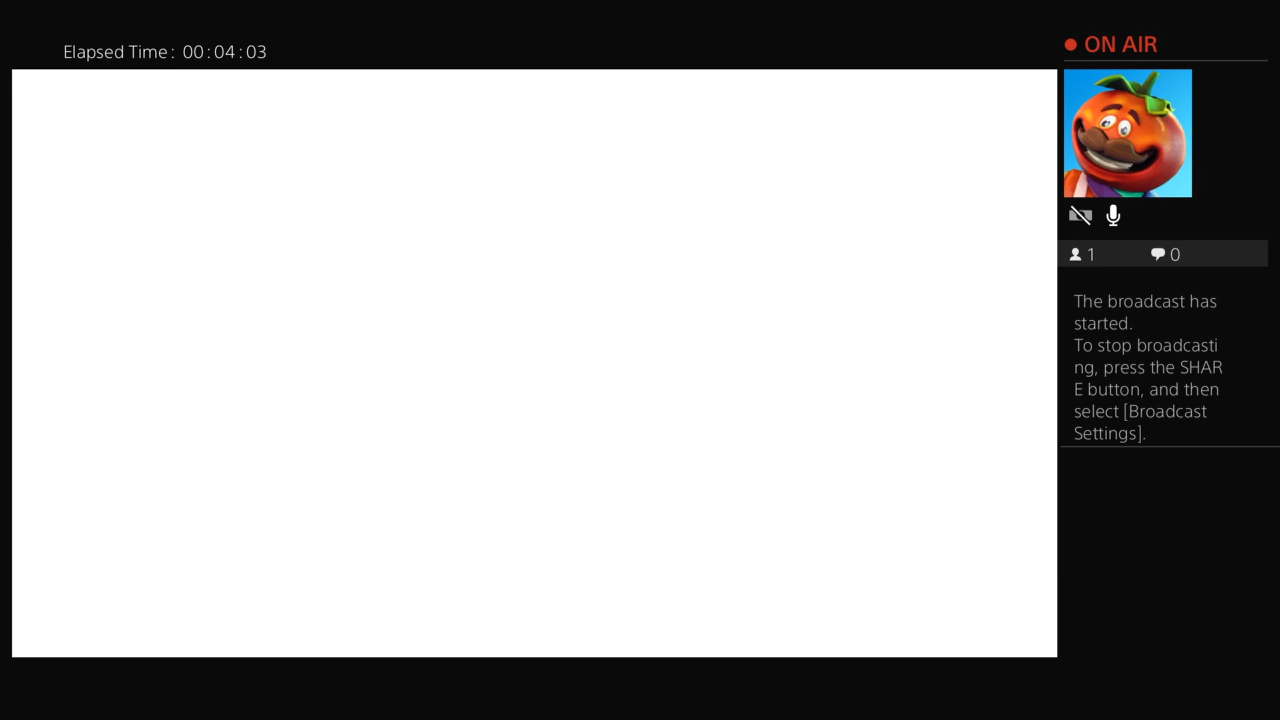 Elapsed Time: 00:04:03
ON AIR
1 0
The broadcast has
started.
To stop broadcasti
ng, press the SHAR
E button, and then
select [Broadcast
Settings].